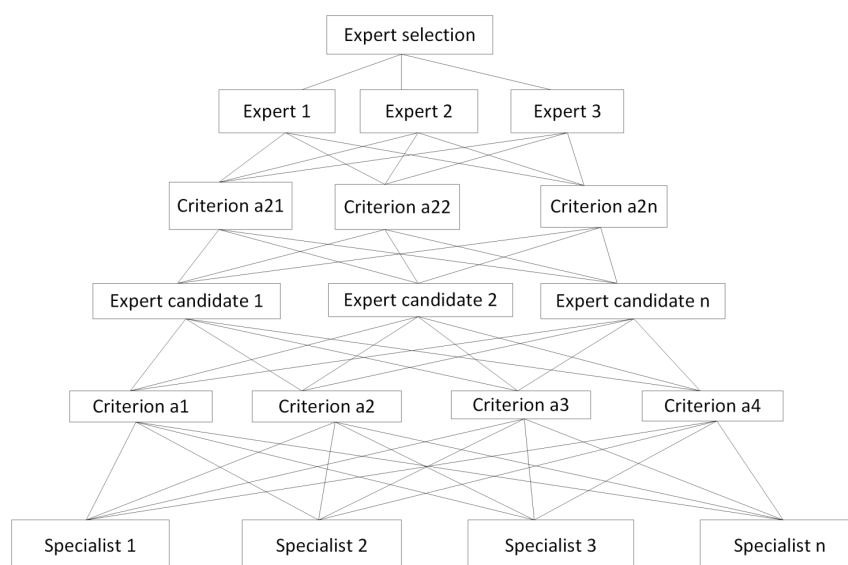 Expert selection
Expert 1
Expert 2
Expert 3
Criterion a21
Criterion a22
Criterion a2n
Expert candidate 1
Expert candidate 2
Expert candidate n
Criterion a1
Criterion a2
Criterion a3
Criterion a4
Specialist 1
Specialist 2
Specialist 3
Specialist n